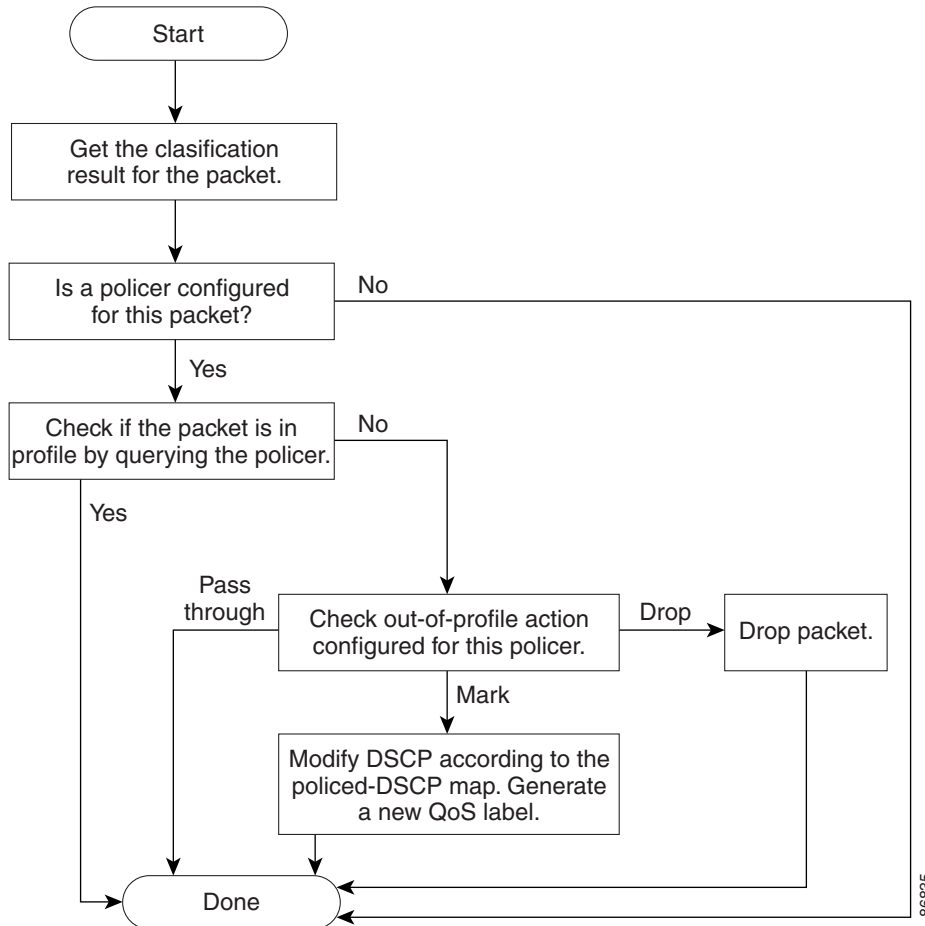 Start
Get the clasification
result for the packet.
Is a policer configured
for this packet?
No
Yes
Check if the packet is in
profile by querying the policer.
No
Yes
Pass
through
Check out-of-profile action
configured for this policer.
Drop
Drop packet.
Mark
Modify DSCP according to the
policed-DSCP map. Generate
a new QoS label.
Done
86835